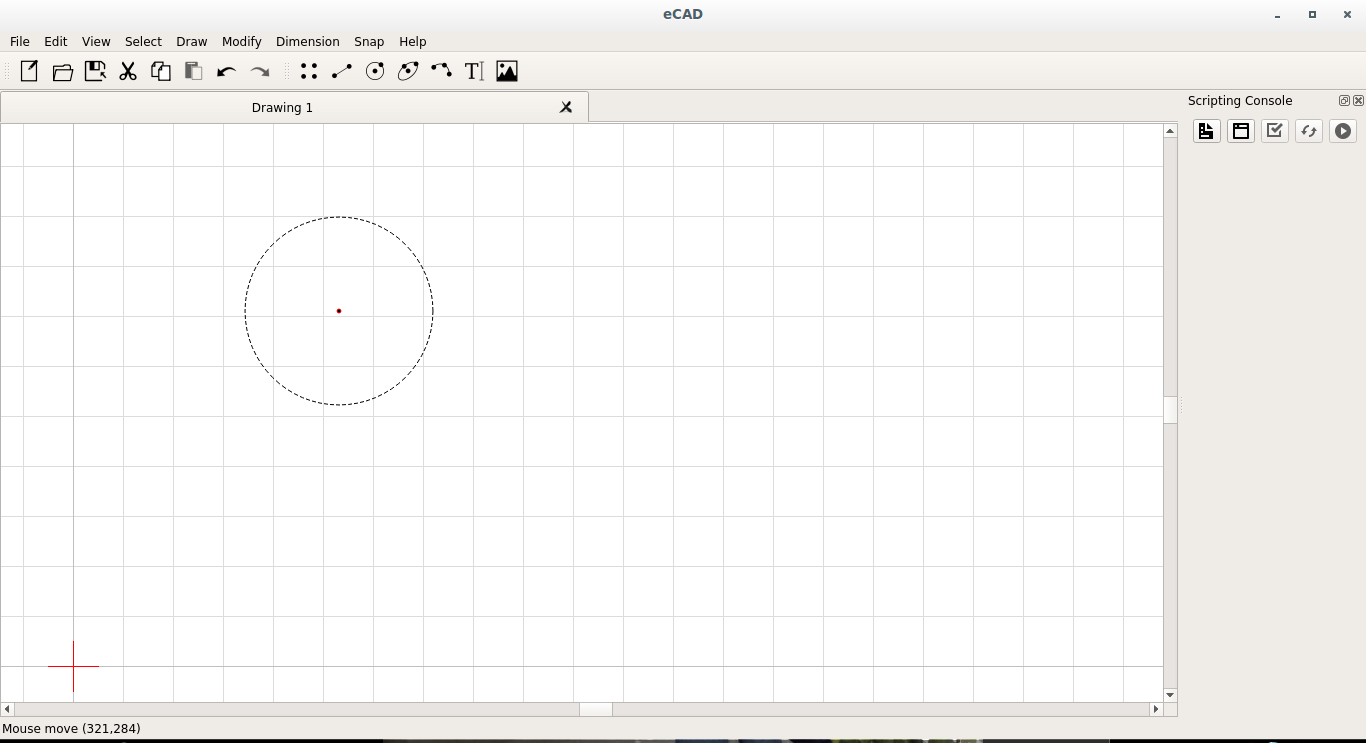 eCAD
File Edit View Select Draw Modify Dimension Snap Help
T
Drawing 1
Scripting Console
Mouse move (321,284)